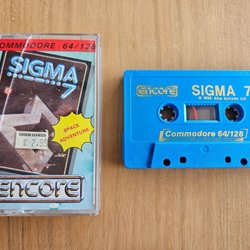 COMMODORE 64/128
SIGMA
7
SPACE
ADVENTURE
£2.99
encore
encore
SIGMA 7
Commodore 64/128